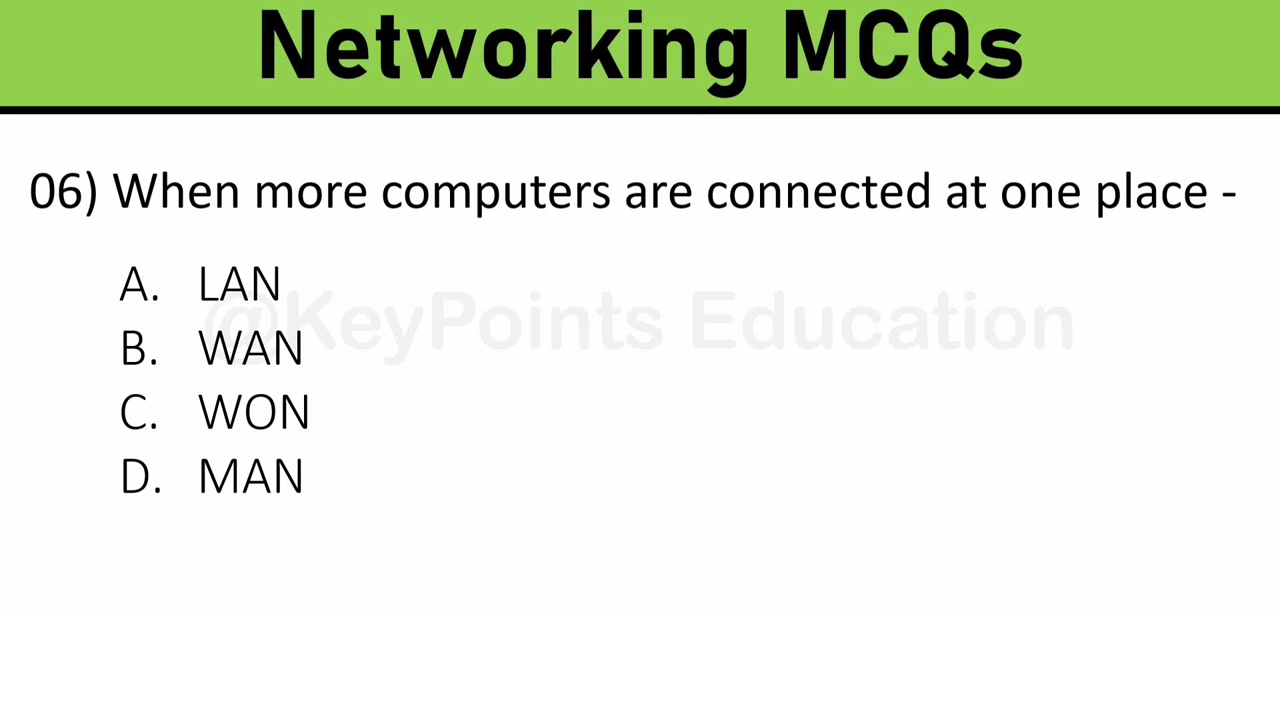 Networking MCQs
06) When more computers are connected at one place -
@KeyPoints Education
A. LAN
B. WAN
C. WON
D. MAN